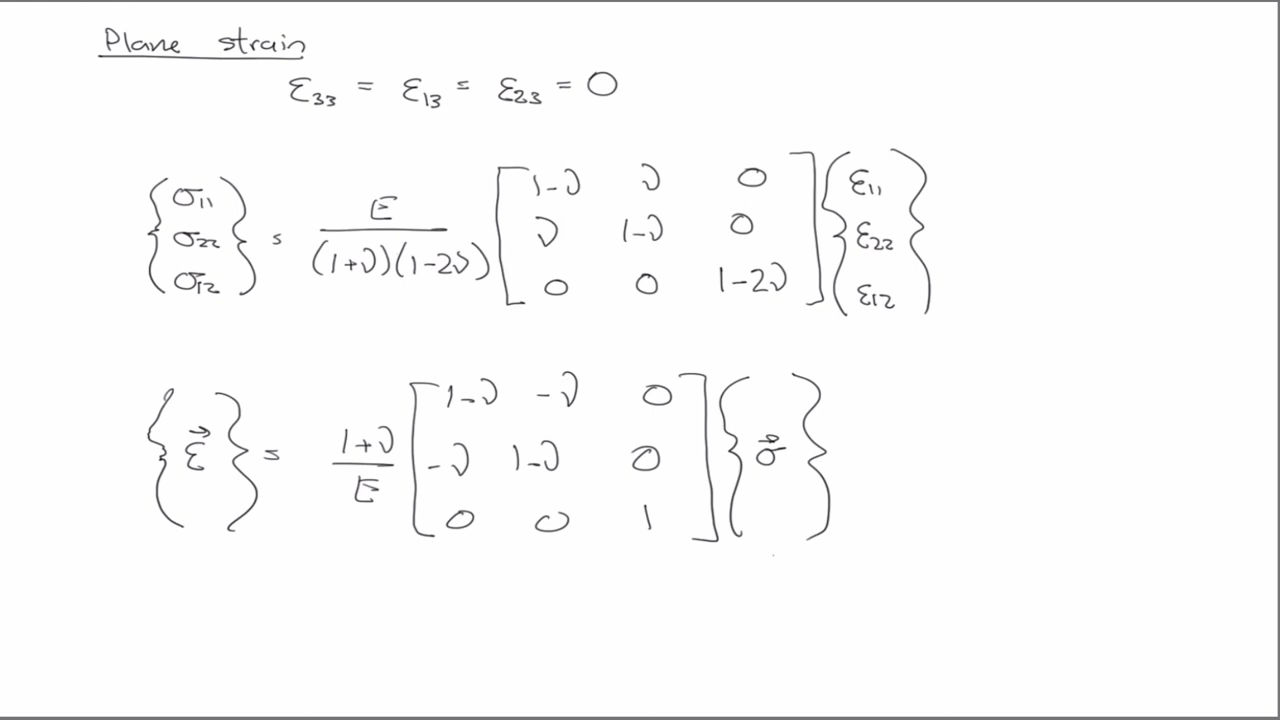 Plane strain
ε₃₃ = ε₁₃ = ε₂₃ = 0
{σ₁₁ σ₂₂ σ₁₂} = E / (1+ν)(1-2ν) [1-ν ν 0; ν 1-ν 0; 0 0 1-2ν] {ε₁₁ ε₂₂ ε₁₂}
{ε⃗} = 1+ν / E [1-ν -ν 0; -ν 1-ν 0; 0 0 1] {σ⃗}